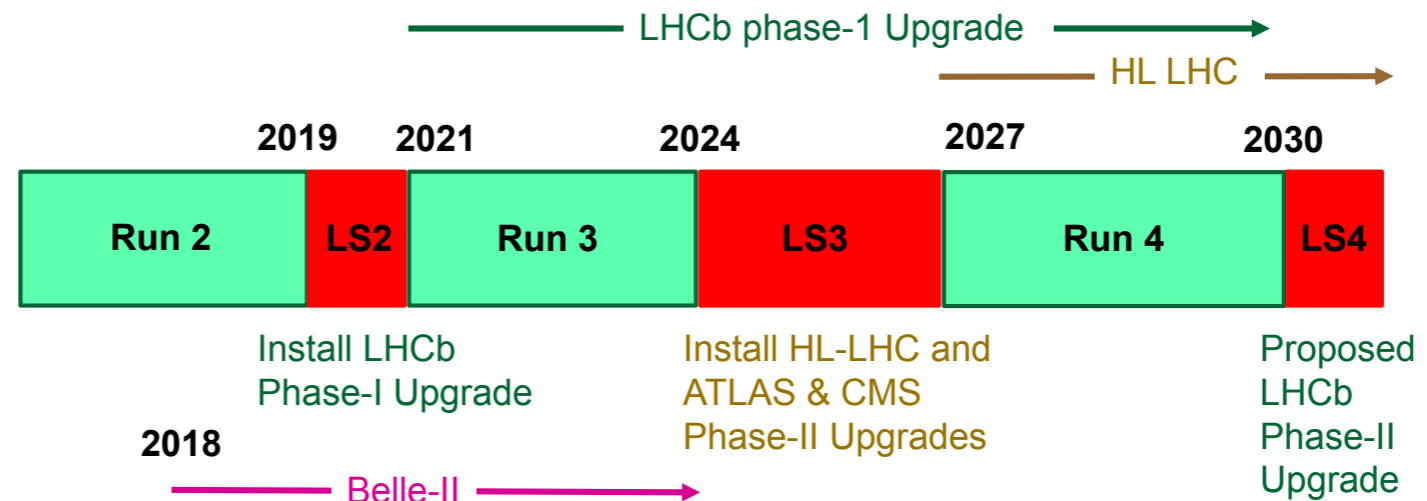 LHCb phase-1 Upgrade
HL LHC
2019
2021
2024
2027
2030
Run 2
LS2
Run 3
LS3
Run 4
LS4
Install LHCb
Phase-I Upgrade
Install HL-LHC and
ATLAS & CMS
Phase-II Upgrades
Proposed
LHCb
Phase-II
Upgrade
2018
Belle-II